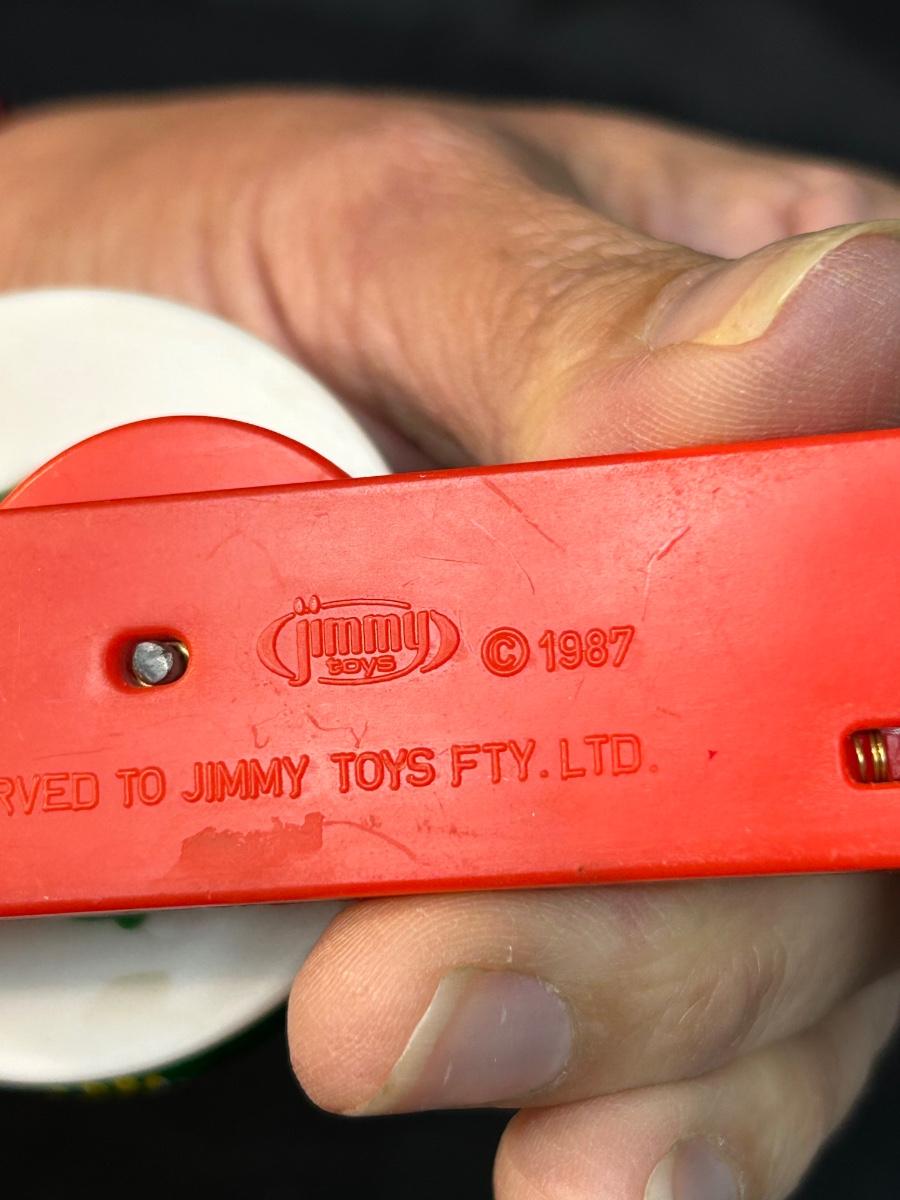 jimmy toys © 1987
RVED TO JIMMY TOYS FTY. LTD.